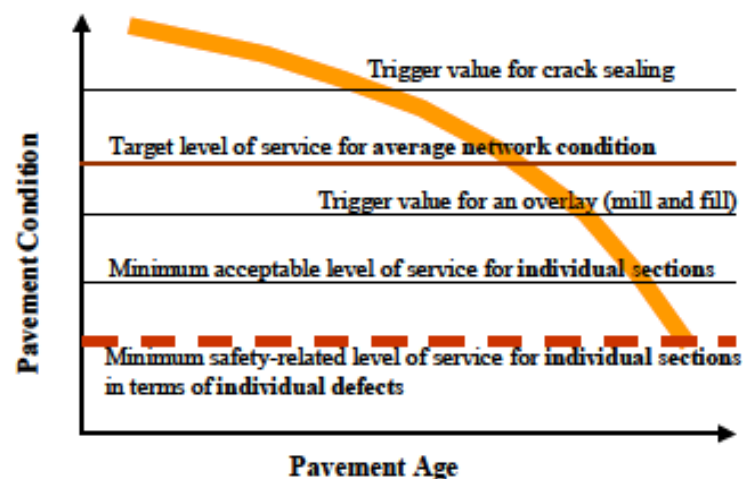 Trigger value for crack sealing
Target level of service for average network condition
Trigger value for an overlay (mill and fill)
Minimum acceptable level of service for individual sections
Minimum safety-related level of service for individual sections
in terms of individual defects
Pavement Condition
Pavement Age